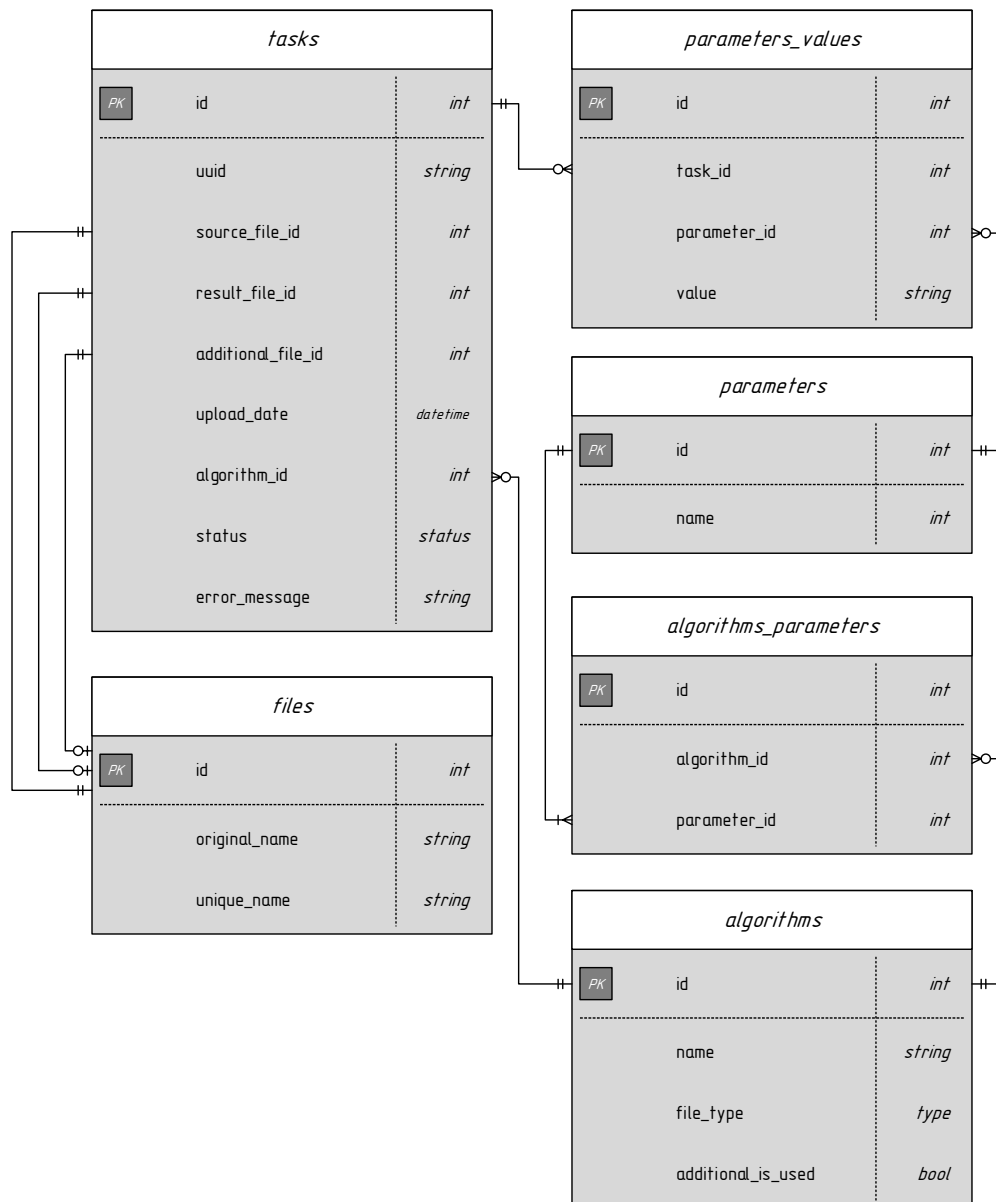 tasks
PK id int
uuid string
source_file_id int
result_file_id int
additional_file_id int
upload_date datetime
algorithm_id int
status status
error_message string
files
PK id int
original_name string
unique_name string
parameters_values
PK id int
task_id int
parameter_id int
value string
parameters
PK id int
name int
algorithms_parameters
PK id int
algorithm_id int
parameter_id int
algorithms
PK id int
name string
file_type type
additional_is_used bool